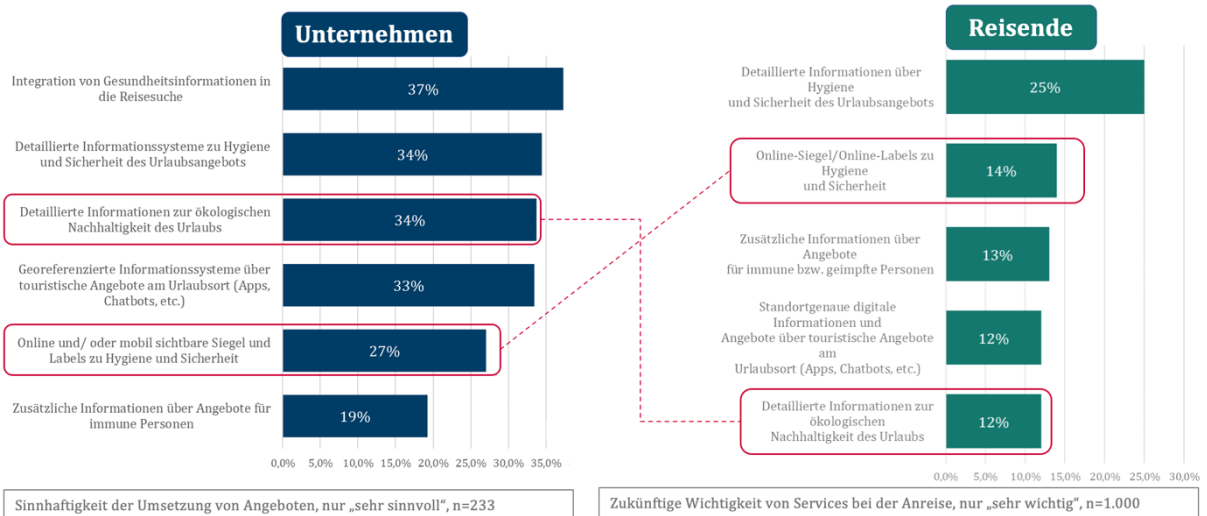 Unternehmen
Integration von Gesundheitsinformationen in
die Reisesuche
37%
Detaillierte Informationssysteme zu Hygiene
und Sicherheit des Urlaubsangebots
34%
Detaillierte Informationen zur ökologischen
Nachhaltigkeit des Urlaubs
34%
Georeferenzierte Informationssysteme über
touristische Angebote am Urlaubsort (Apps,
Chatbots, etc.)
33%
Online und/ oder mobil sichtbare Siegel und
Labels zu Hygiene und Sicherheit
27%
Zusätzliche Informationen über Angebote für
immune Personen
19%
0,0% 5,0% 10,0% 15,0% 20,0% 25,0% 30,0% 35,0%
Sinnhaftigkeit der Umsetzung von Angeboten, nur „sehr sinnvoll“, n=233
Reisende
Detaillierte Informationen über
Hygiene
und Sicherheit des Urlaubsangebots
25%
Online-Siegel/Online-Labels zu
Hygiene
und Sicherheit
14%
Zusätzliche Informationen über
Angebote
für immune bzw. geimpfte Personen
13%
Standortgenaue digitale
Informationen und
Angebote über touristische Angebote
am
Urlaubsort (Apps, Chatbots, etc.)
12%
Detaillierte Informationen zur
ökologischen
Nachhaltigkeit des Urlaubs
12%
0,0% 5,0% 10,0% 15,0% 20,0% 25,0% 30,0%
Zukünftige Wichtigkeit von Services bei der Anreise, nur „sehr wichtig“, n=1.000